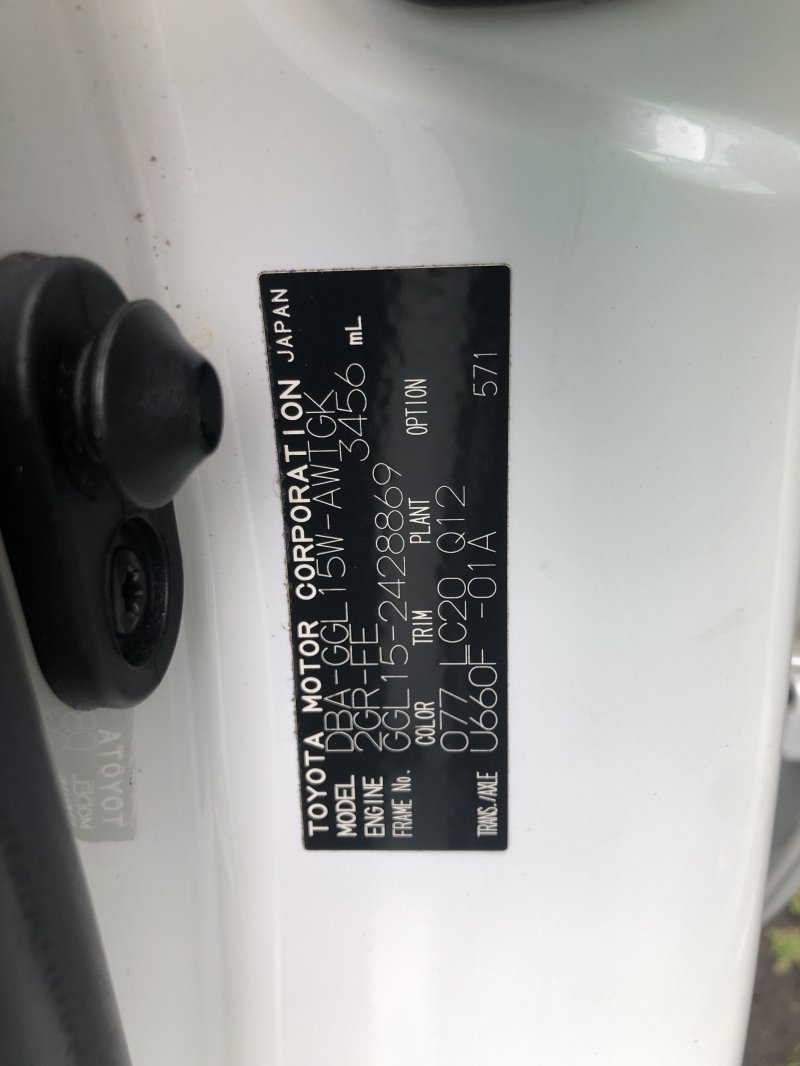 TOYOTA MOTOR CORPORATION JAPAN
MODEL DBA-GGL15W-AWTGK
ENGINE 2GR-FE 3456 mL
FRAME No. GGL15-2428869
COLOR TRIM PLANT OPTION
077 LC20 Q12
TRANS./AXLE U660F -01A 571
TOYOTA